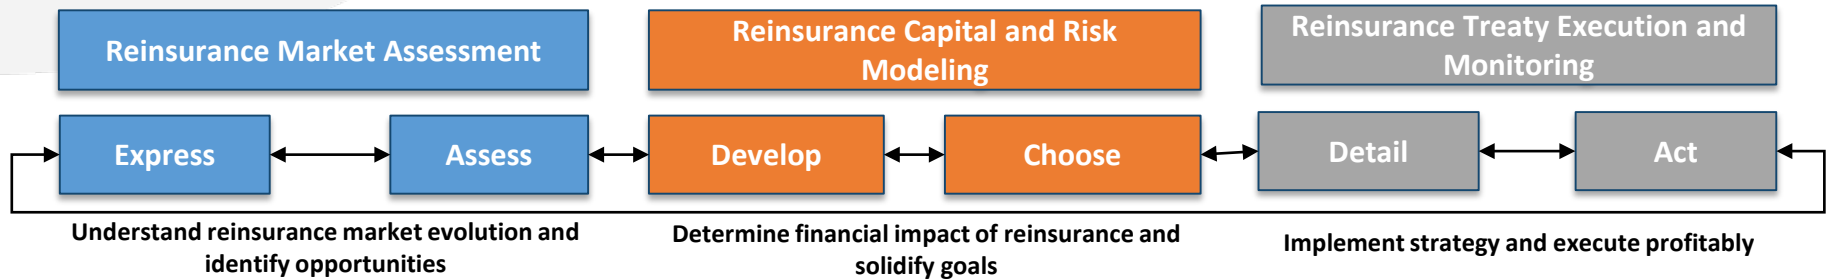 Reinsurance Market Assessment
Reinsurance Capital and Risk
Modeling
Reinsurance Treaty Execution and
Monitoring
Express
Assess
Develop
Choose
Detail
Act
Understand reinsurance market evolution and
identify opportunities
Determine financial impact of reinsurance and
solidify goals
Implement strategy and execute profitably